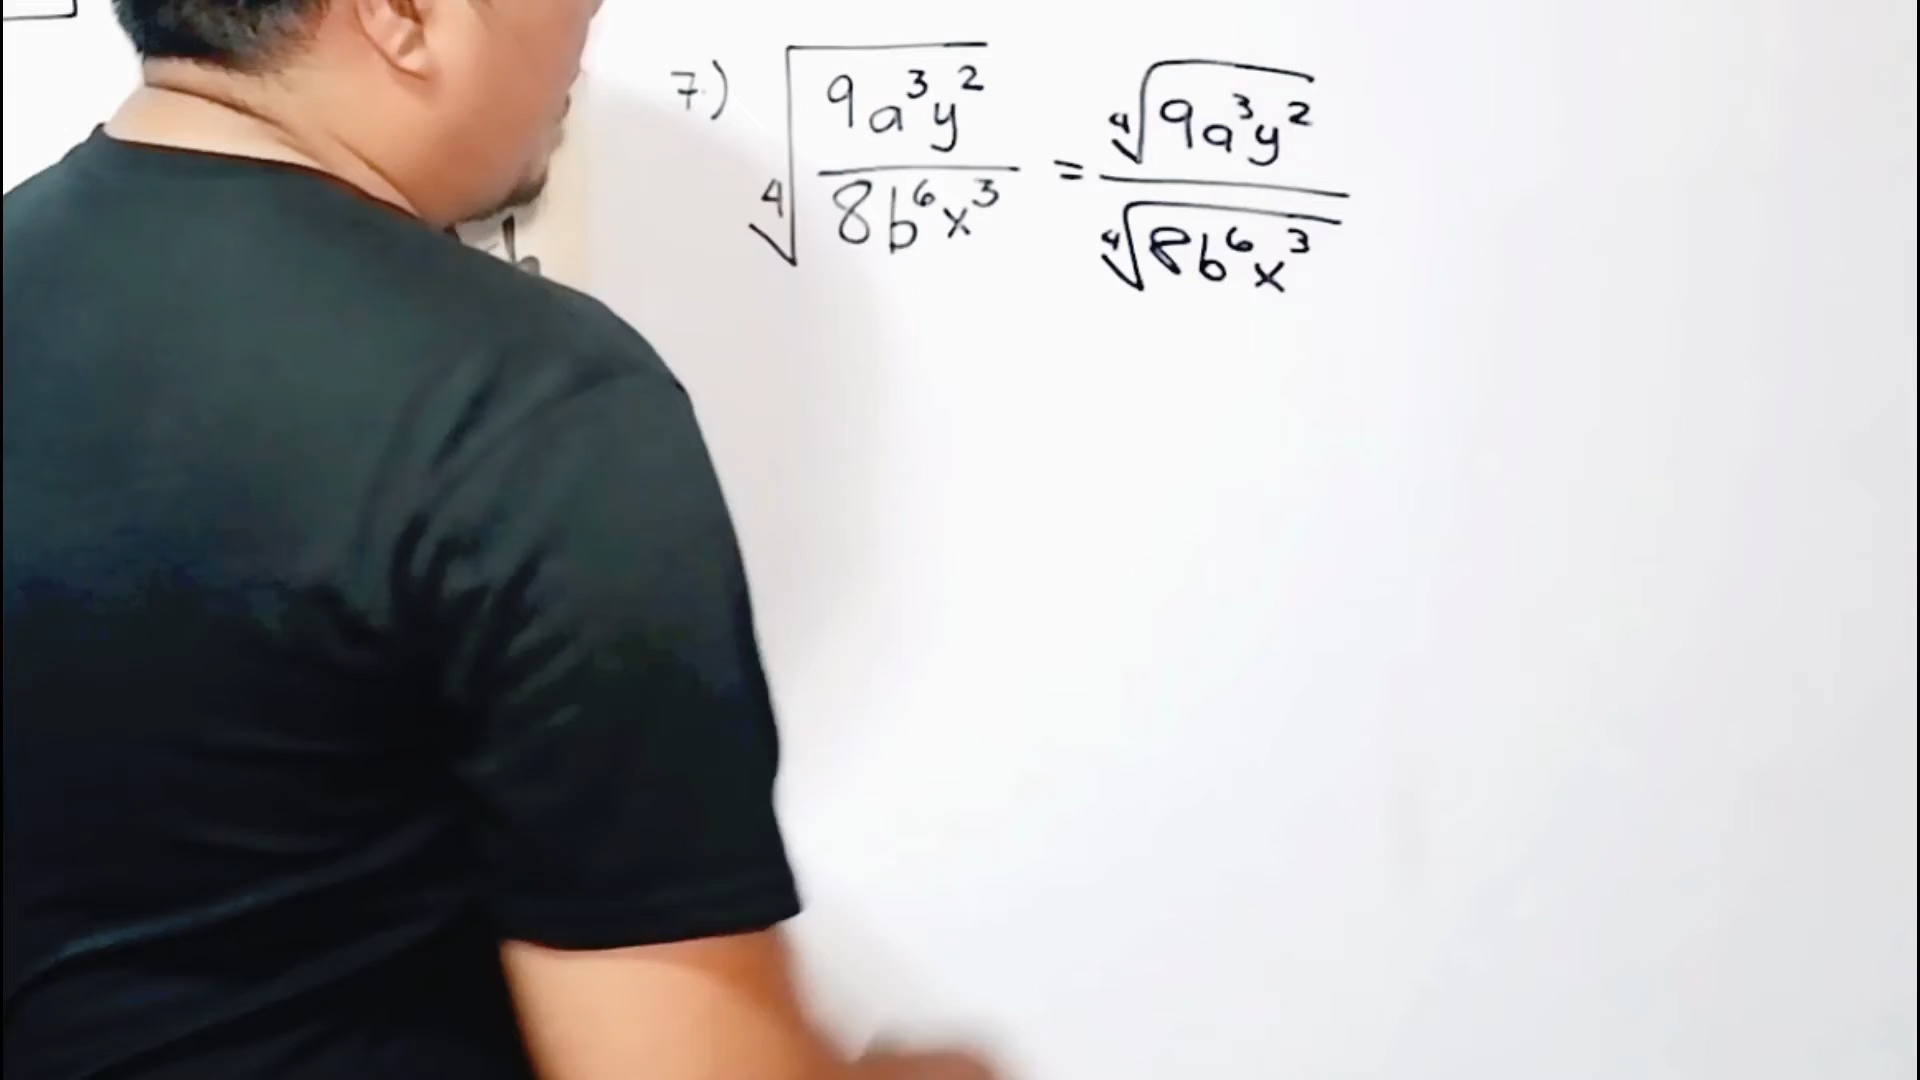 7) ⁴√(9a³y² / 8b⁶x³) = ⁴√(9a³y²) / ⁴√(8b⁶x³)